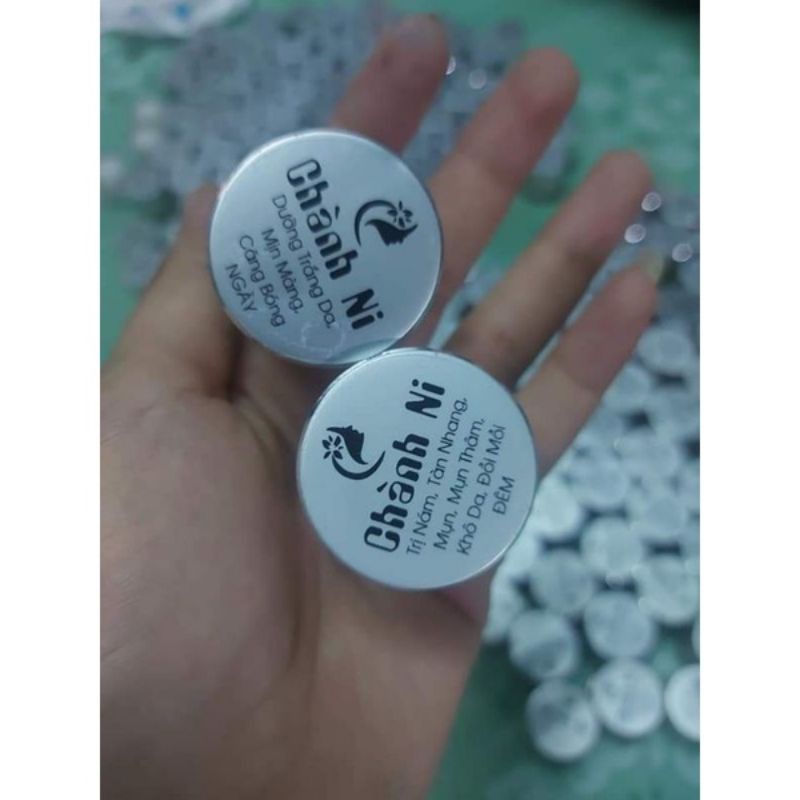 Chành Ni
Dưỡng Trắng Da,
Mịn Màng,
Căng Bóng
NGÀY
Chành Ni
Trị Nám, Tàn Nhang,
Mụn, Mụn Thâm,
Khô Da, Đồi Mồi
ĐÊM